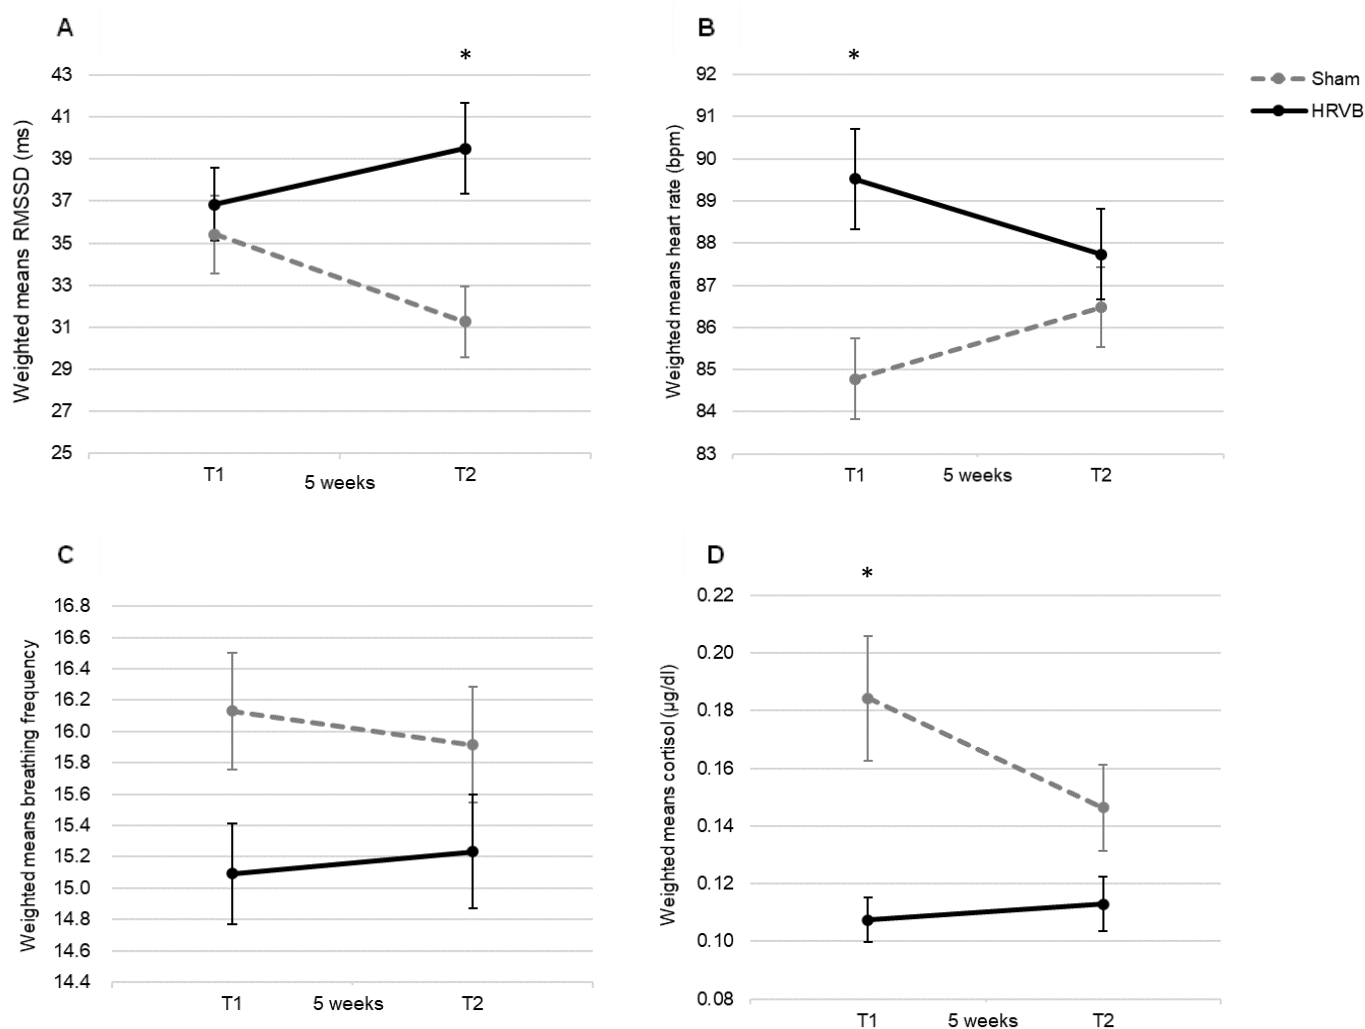 A
*
Weighted means RMSSD (ms)
43
41
39
37
35
33
31
29
27
25
T1
5 weeks
T2
B
*
Weighted means heart rate (bpm)
92
91
90
89
88
87
86
85
84
83
T1
5 weeks
T2
Sham
HRVB
C
Weighted means breathing frequency
16.8
16.6
16.4
16.2
16.0
15.8
15.6
15.4
15.2
15.0
14.8
14.6
14.4
T1
5 weeks
T2
D
*
Weighted means cortisol (µg/dl)
0.22
0.20
0.18
0.16
0.14
0.12
0.10
0.08
T1
5 weeks
T2